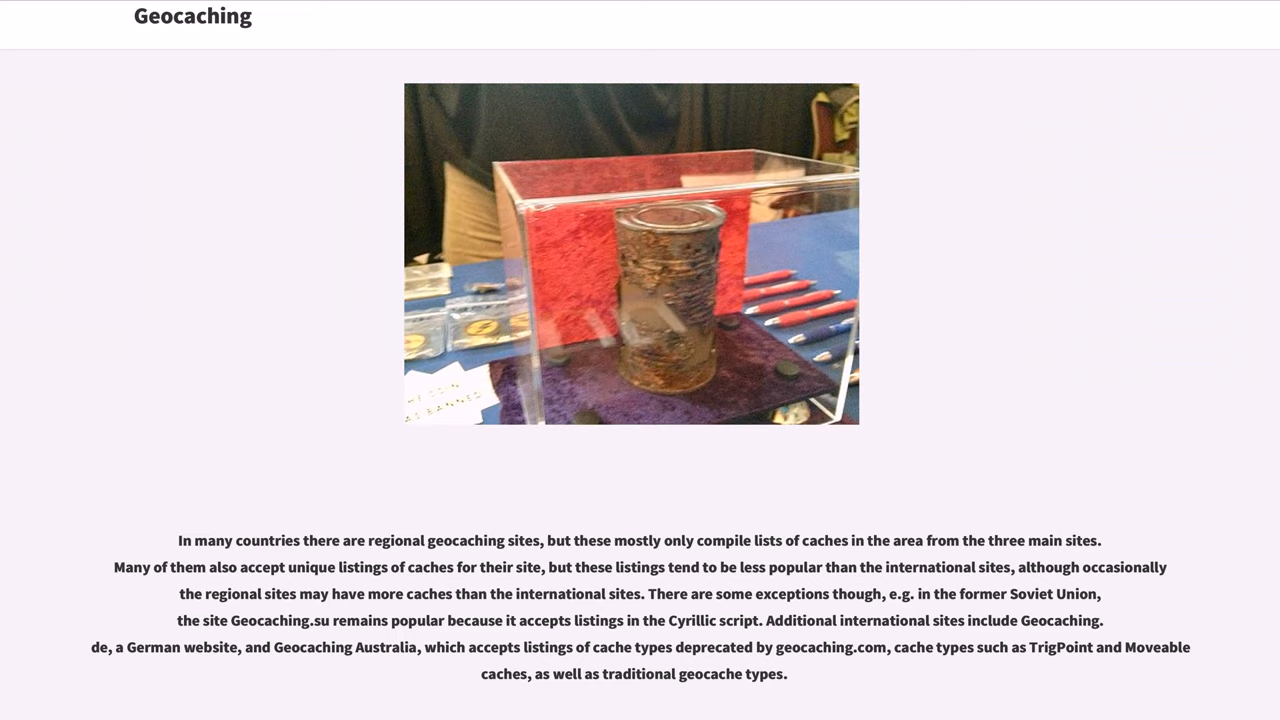 Geocaching
In many countries there are regional geocaching sites, but these mostly only compile lists of caches in the area from the three main sites.
Many of them also accept unique listings of caches for their site, but these listings tend to be less popular than the international sites, although occasionally
the regional sites may have more caches than the international sites. There are some exceptions though, e.g. in the former Soviet Union,
the site Geocaching.su remains popular because it accepts listings in the Cyrillic script. Additional international sites include Geocaching.
de, a German website, and Geocaching Australia, which accepts listings of cache types deprecated by geocaching.com, cache types such as TrigPoint and Moveable
caches, as well as traditional geocache types.